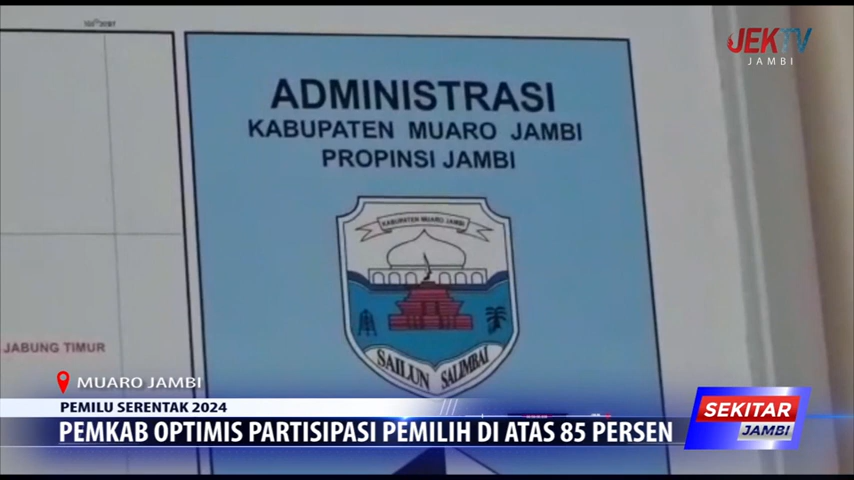 JEKTV
JAMBI
ADMINISTRASI
KABUPATEN MUARO JAMBI
PROPINSI JAMBI
KABUPATEN MUARO JAMBI
SAILUN SALIMBAI
JABUNG TIMUR
MUARO JAMBI
PEMILU SERENTAK 2024
PEMKAB OPTIMIS PARTISIPASI PEMILIH DI ATAS 85 PERSEN
SEKITAR
JAMBI